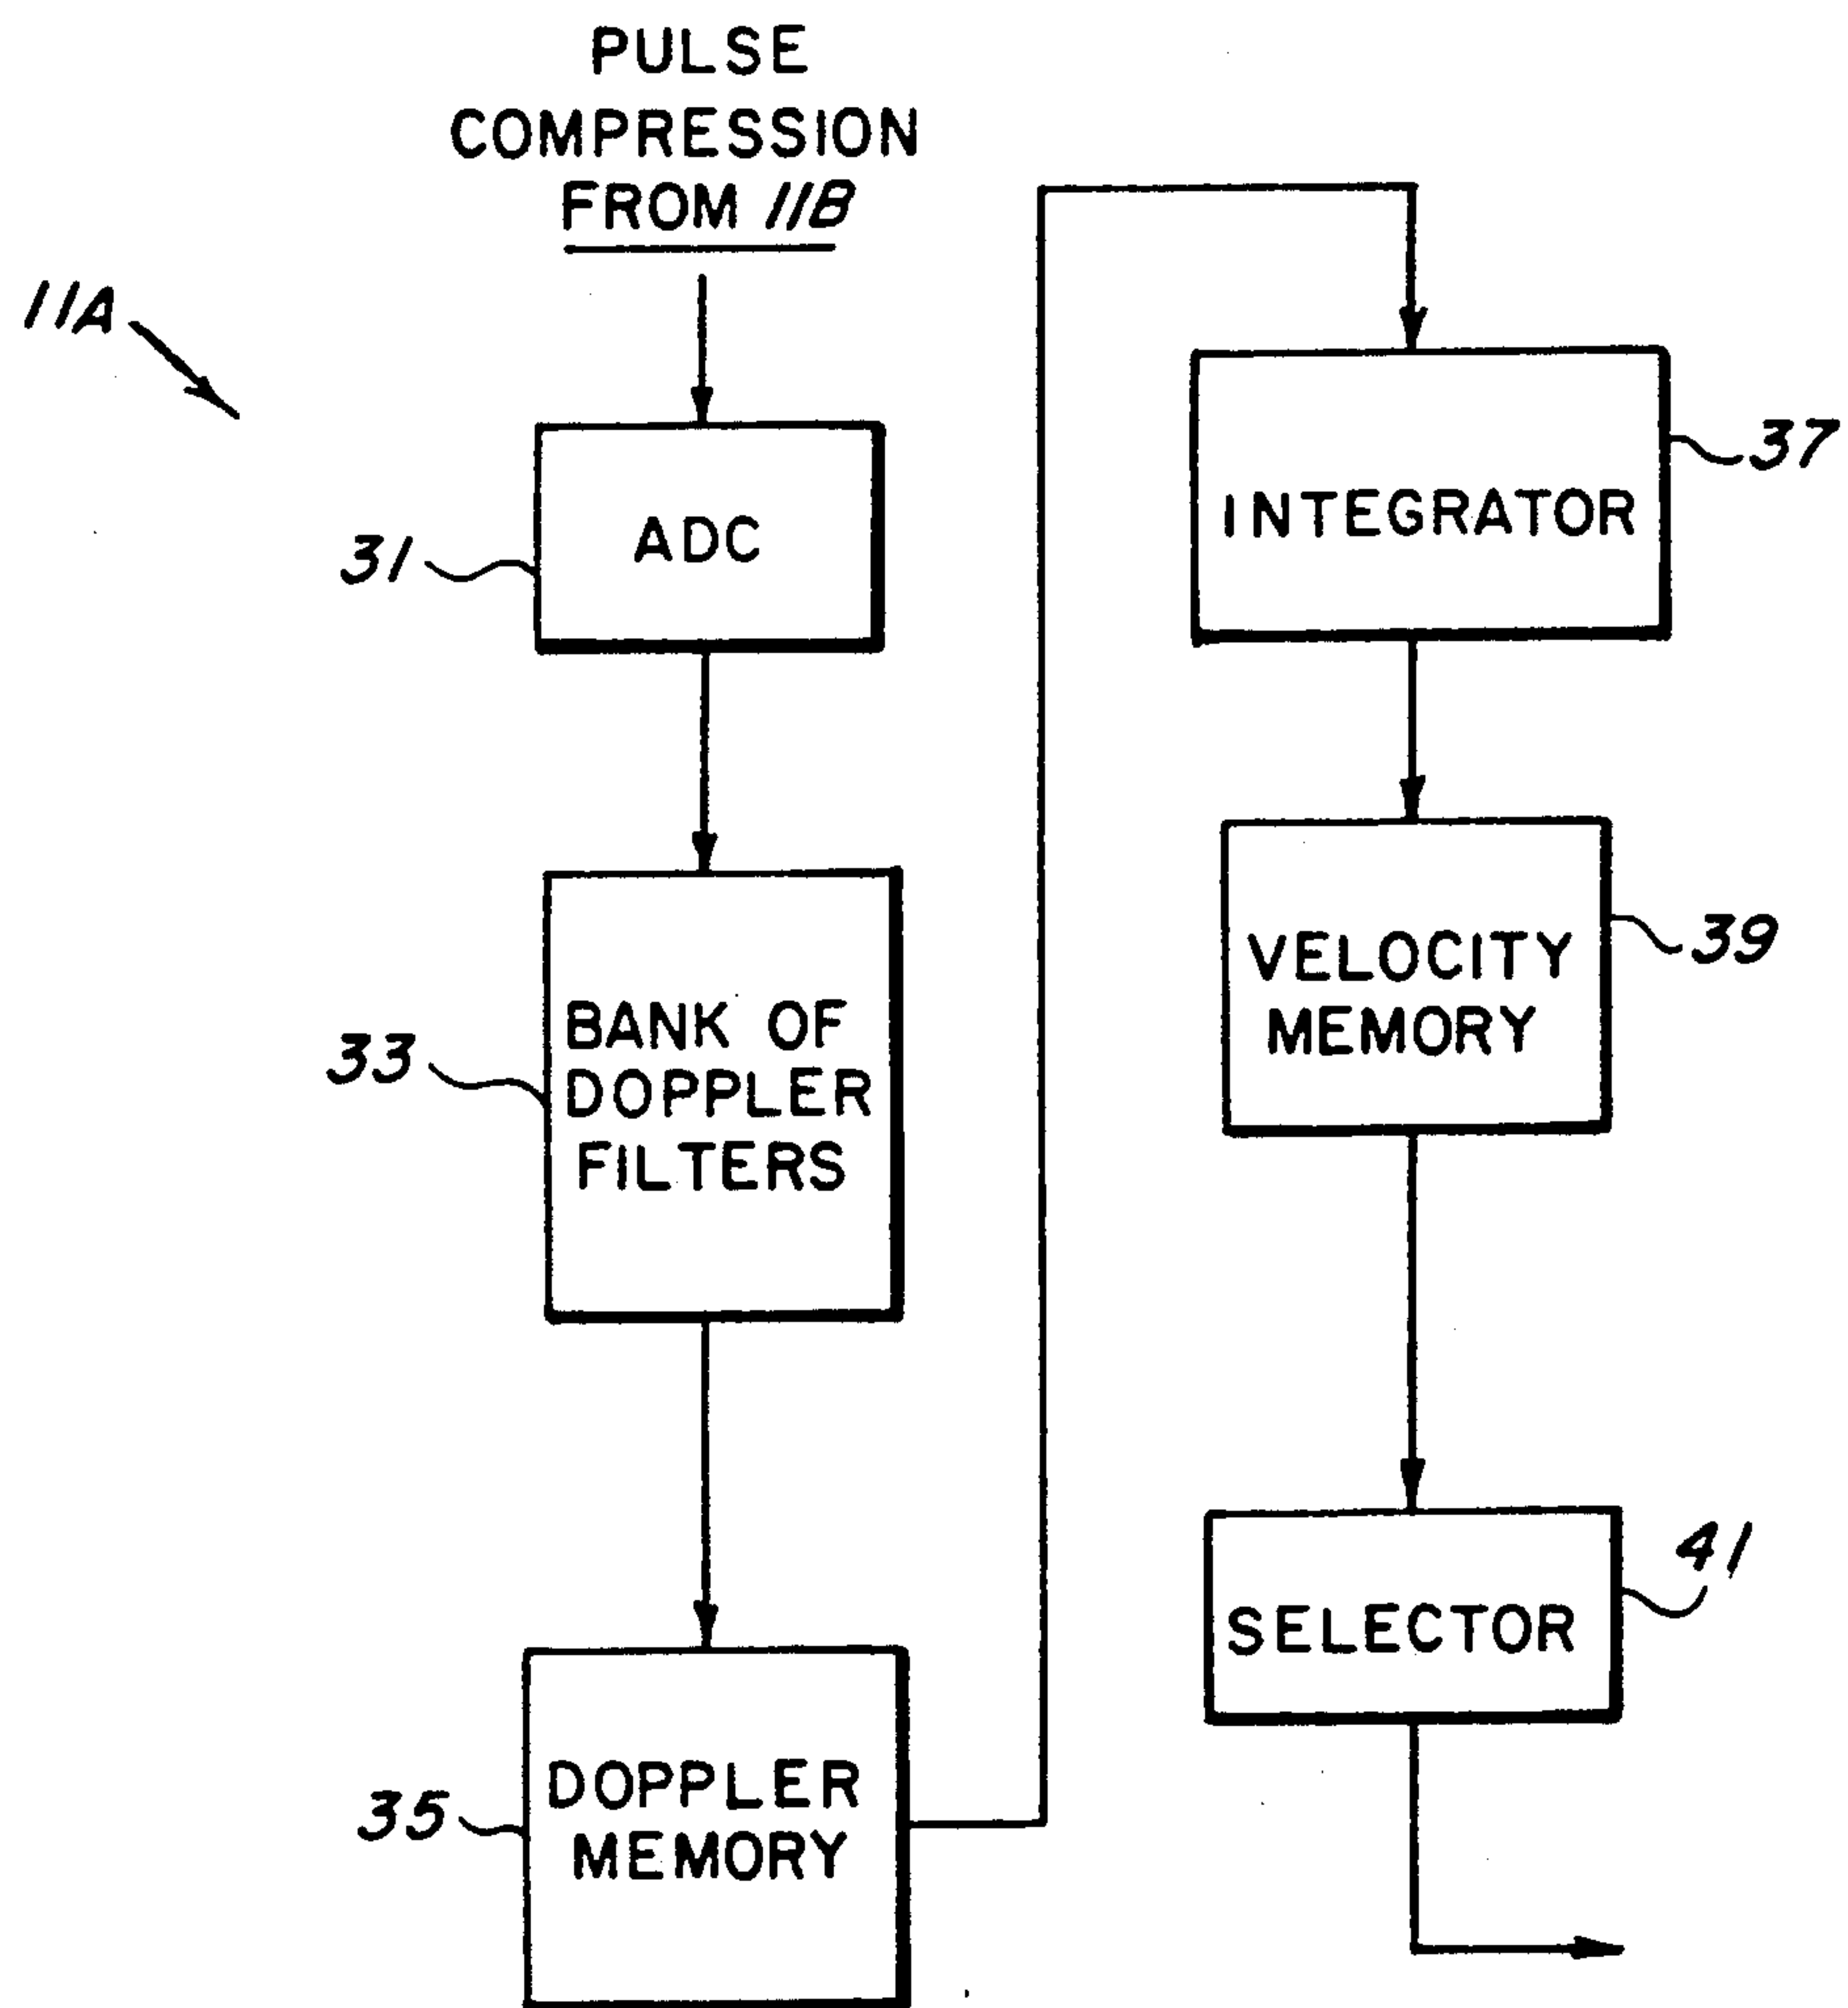 PULSE
COMPRESSION
FROM 11B
11A
ADC
31
BANK OF
DOPPLER
FILTERS
33
DOPPLER
MEMORY
35
INTEGRATOR
37
VELOCITY
MEMORY
39
SELECTOR
41